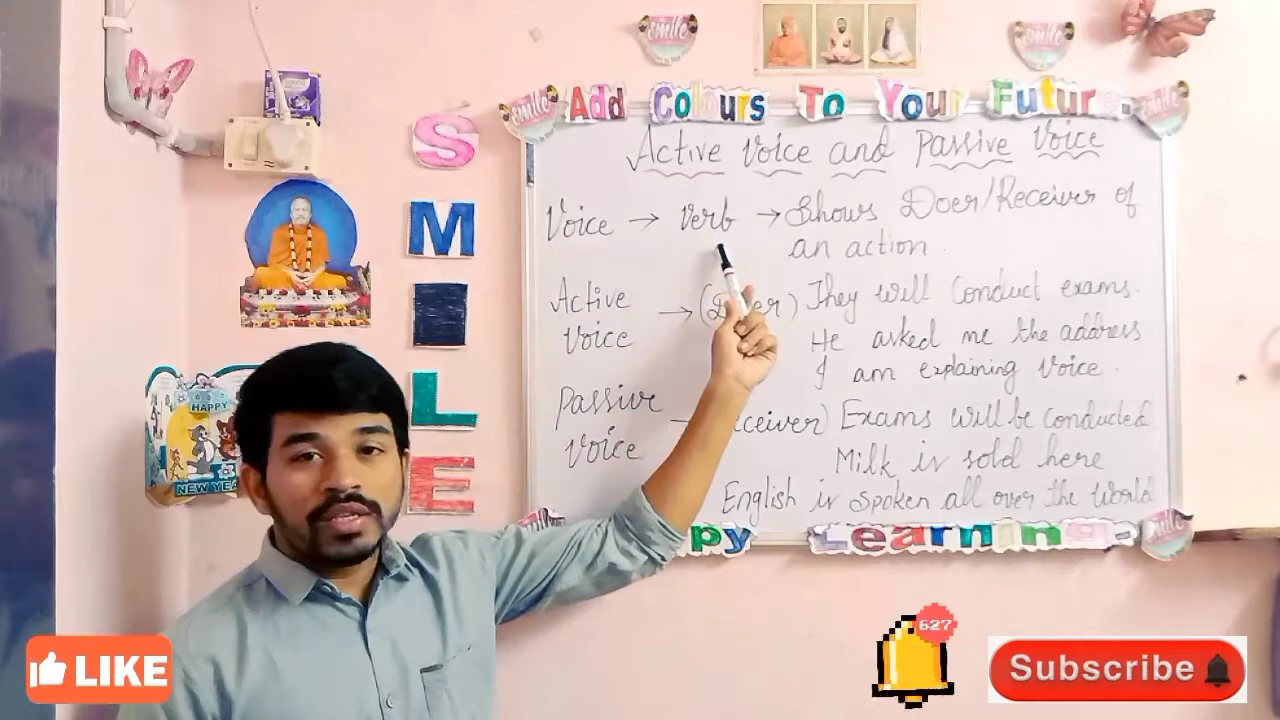 smile
smile
smile
Add Colours To Your Future.
smile
S
M
I
L
E
Active Voice and Passive Voice
Voice → Verb → Shows Doer/Receiver of
an action.
Active
Voice
→ (Doer) They will Conduct exams.
He asked me the address
I am explaining Voice.
Passive
Voice
Exams will be conducted
Milk is sold here
English is spoken all over the world
Learning
HAPPY
NEW YEA
LIKE
627
Subscribe